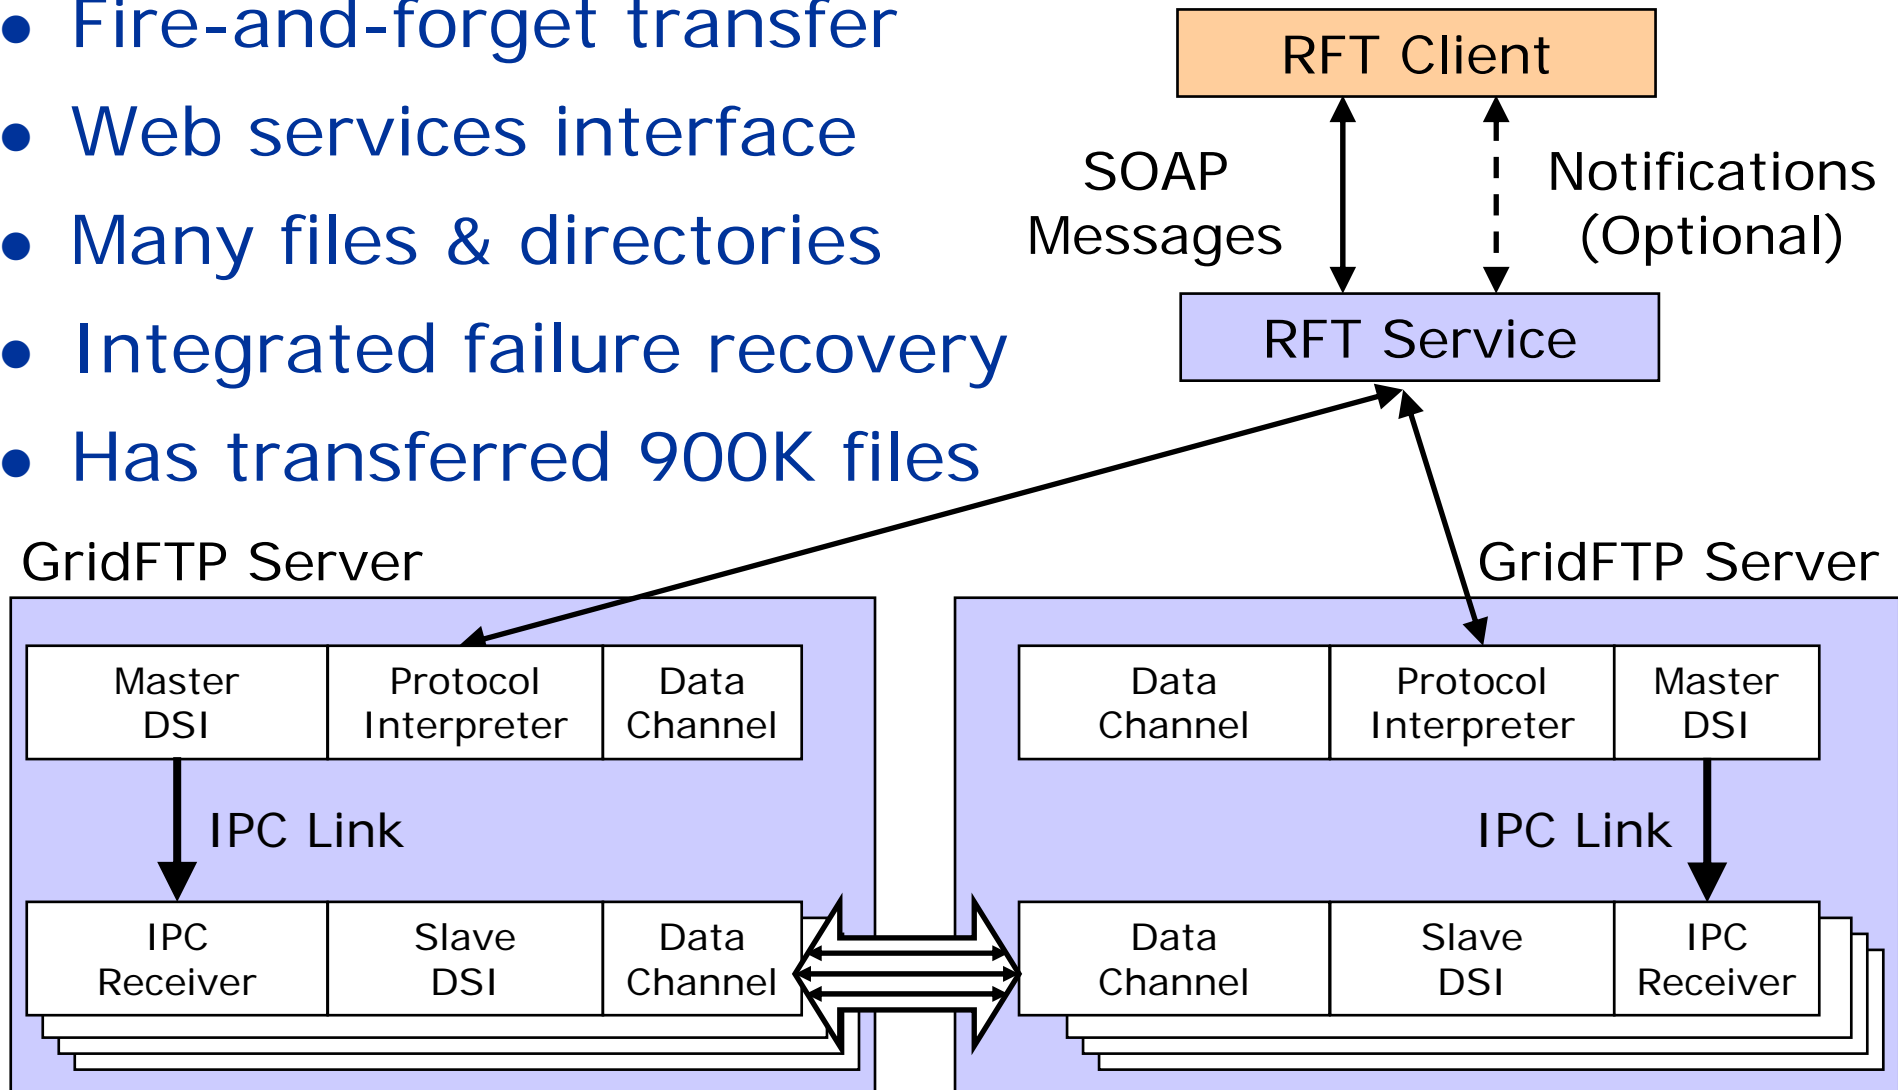 • Fire-and-forget transfer
• Web services interface
• Many files & directories
• Integrated failure recovery
• Has transferred 900K files
RFT Client
SOAP
Messages
Notifications
(Optional)
RFT Service
GridFTP Server
GridFTP Server
Master
DSI
Protocol
Interpreter
Data
Channel
Data
Channel
Protocol
Interpreter
Master
DSI
IPC Link
IPC Link
IPC
Receiver
Slave
DSI
Data
Channel
Data
Channel
Slave
DSI
IPC
Receiver